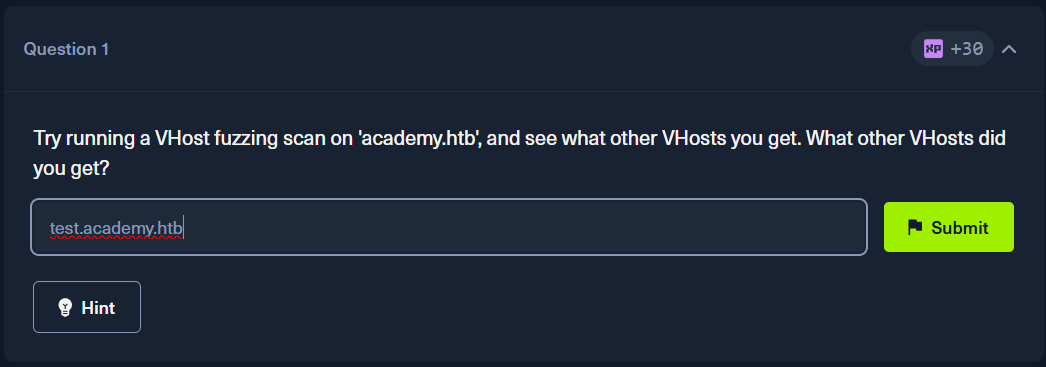 Question 1
XP +30
Try running a VHost fuzzing scan on 'academy.htb', and see what other VHosts you get. What other VHosts did
you get?
test.academy.htb
Submit
Hint